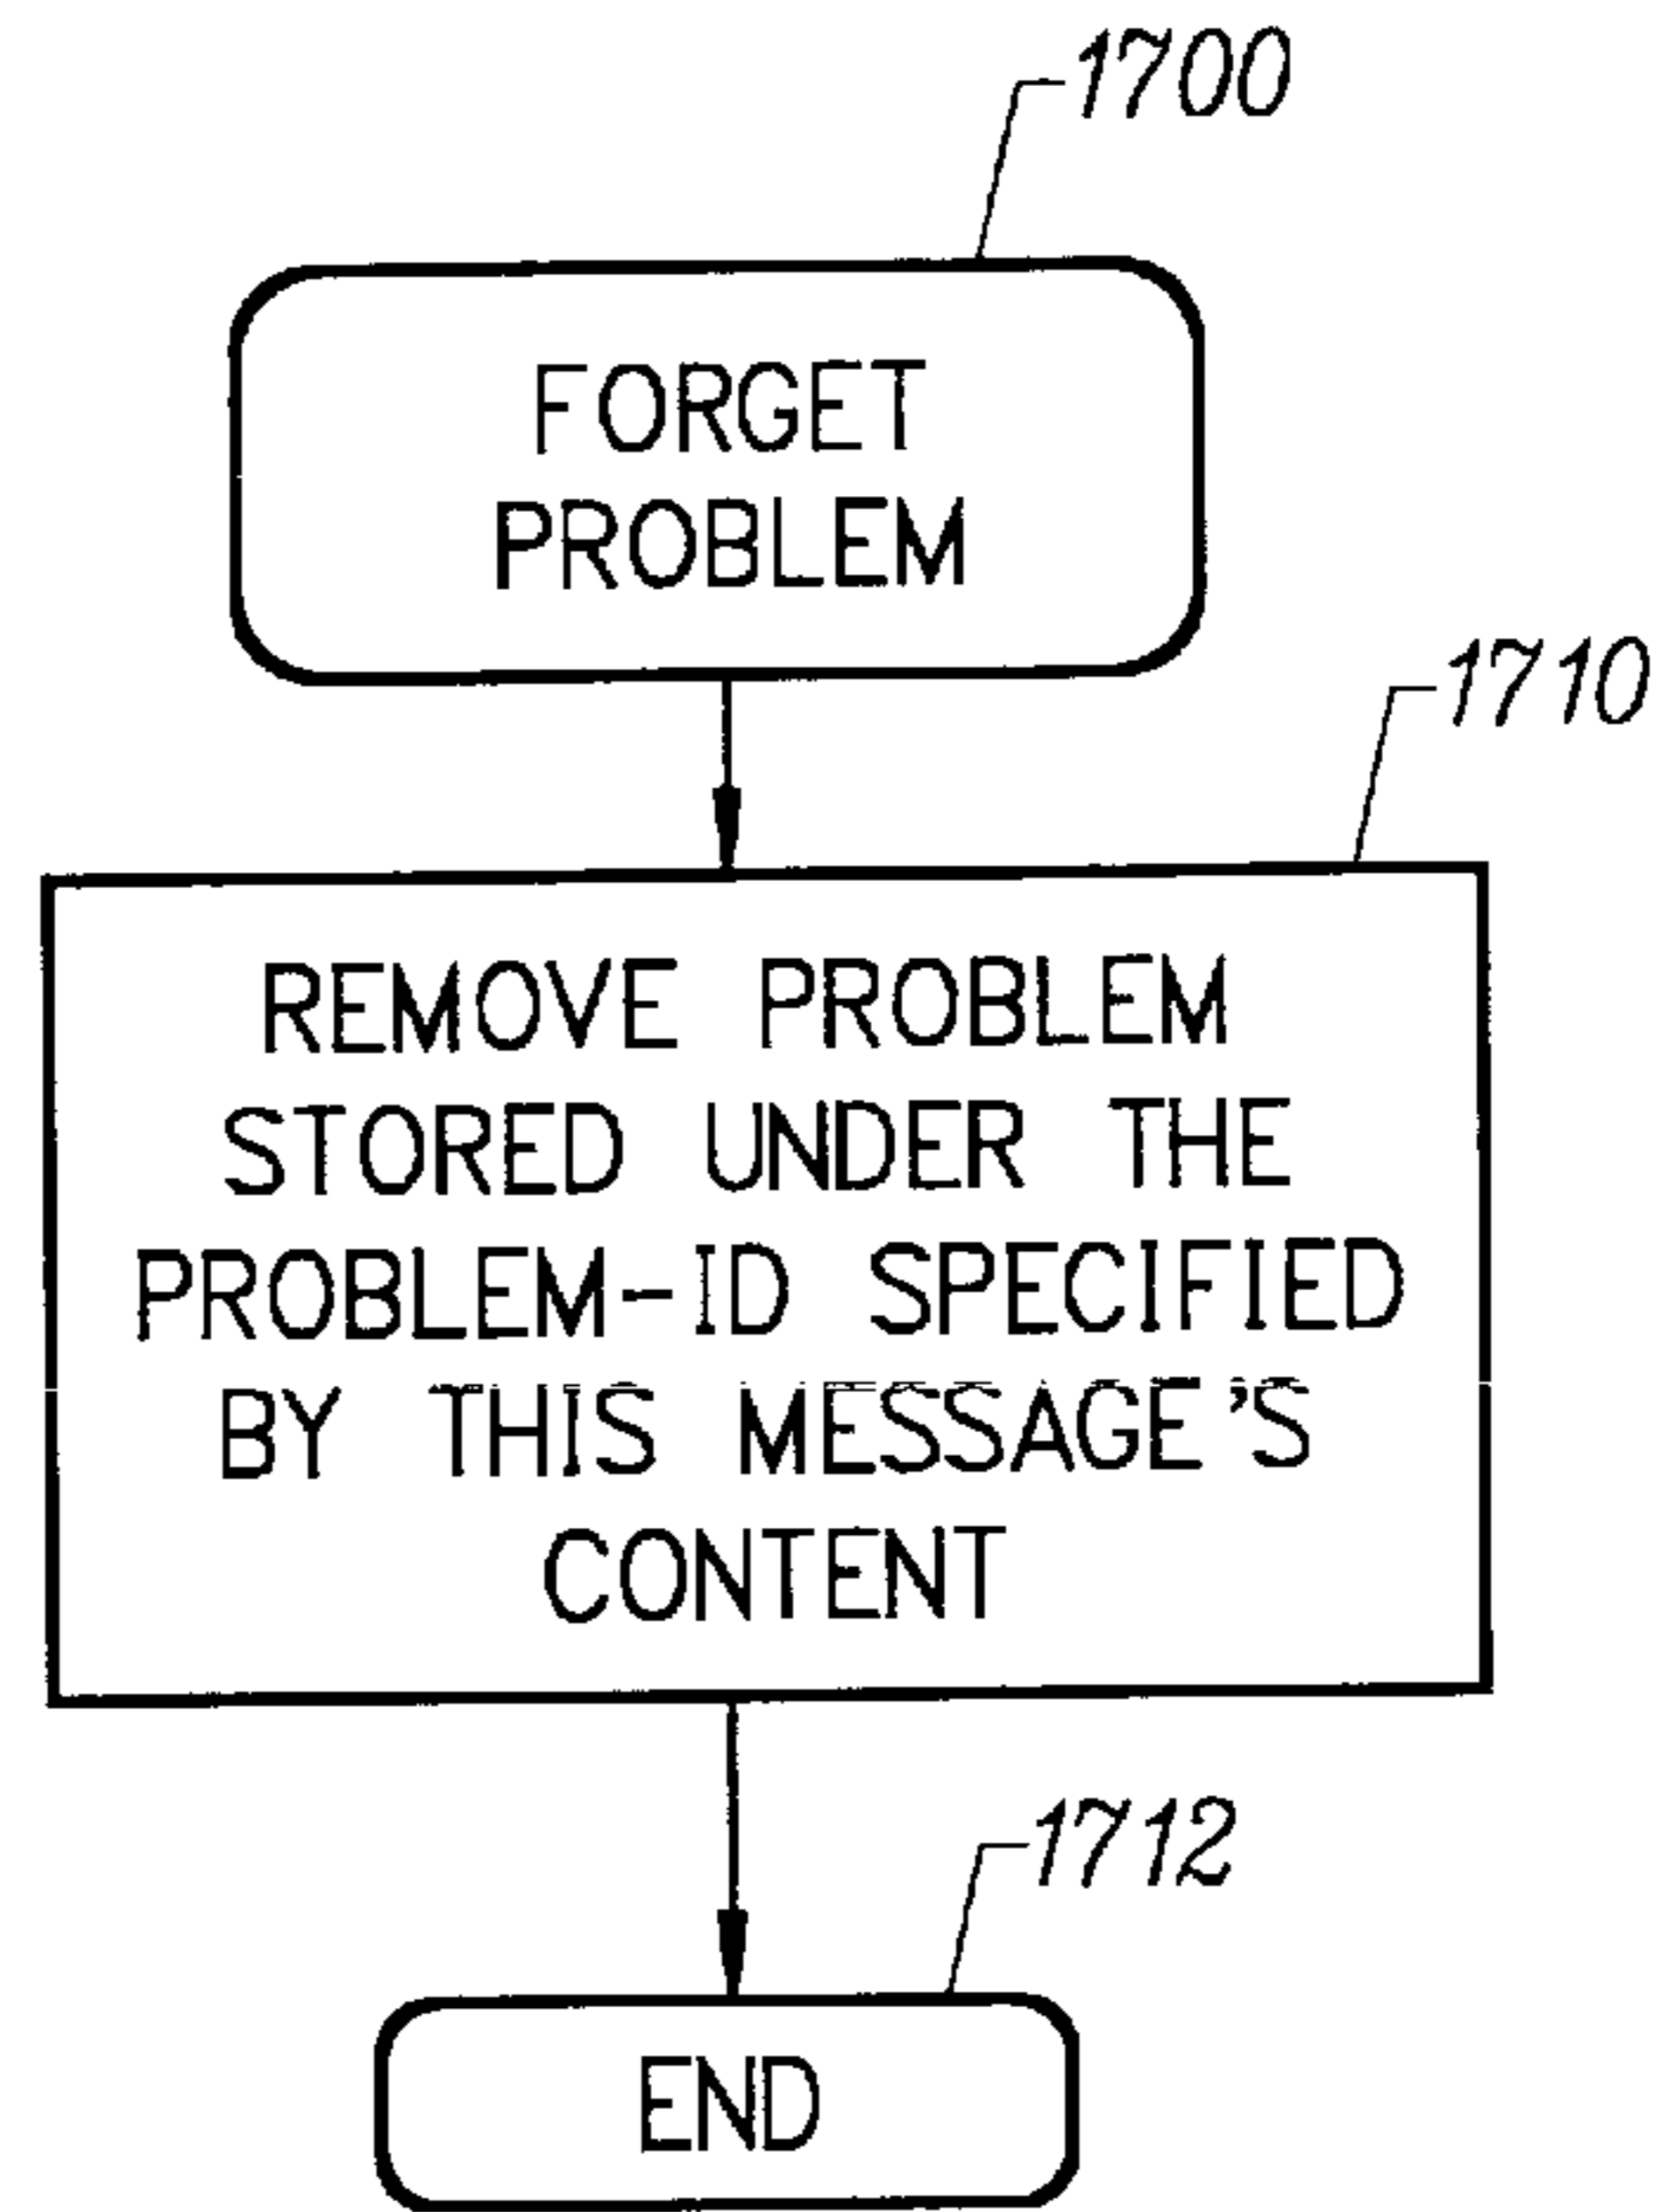 1700
FORGET
PROBLEM
1710
REMOVE PROBLEM
STORED UNDER THE
PROBLEM-ID SPECIFIED
BY THIS MESSAGE'S
CONTENT
1712
END